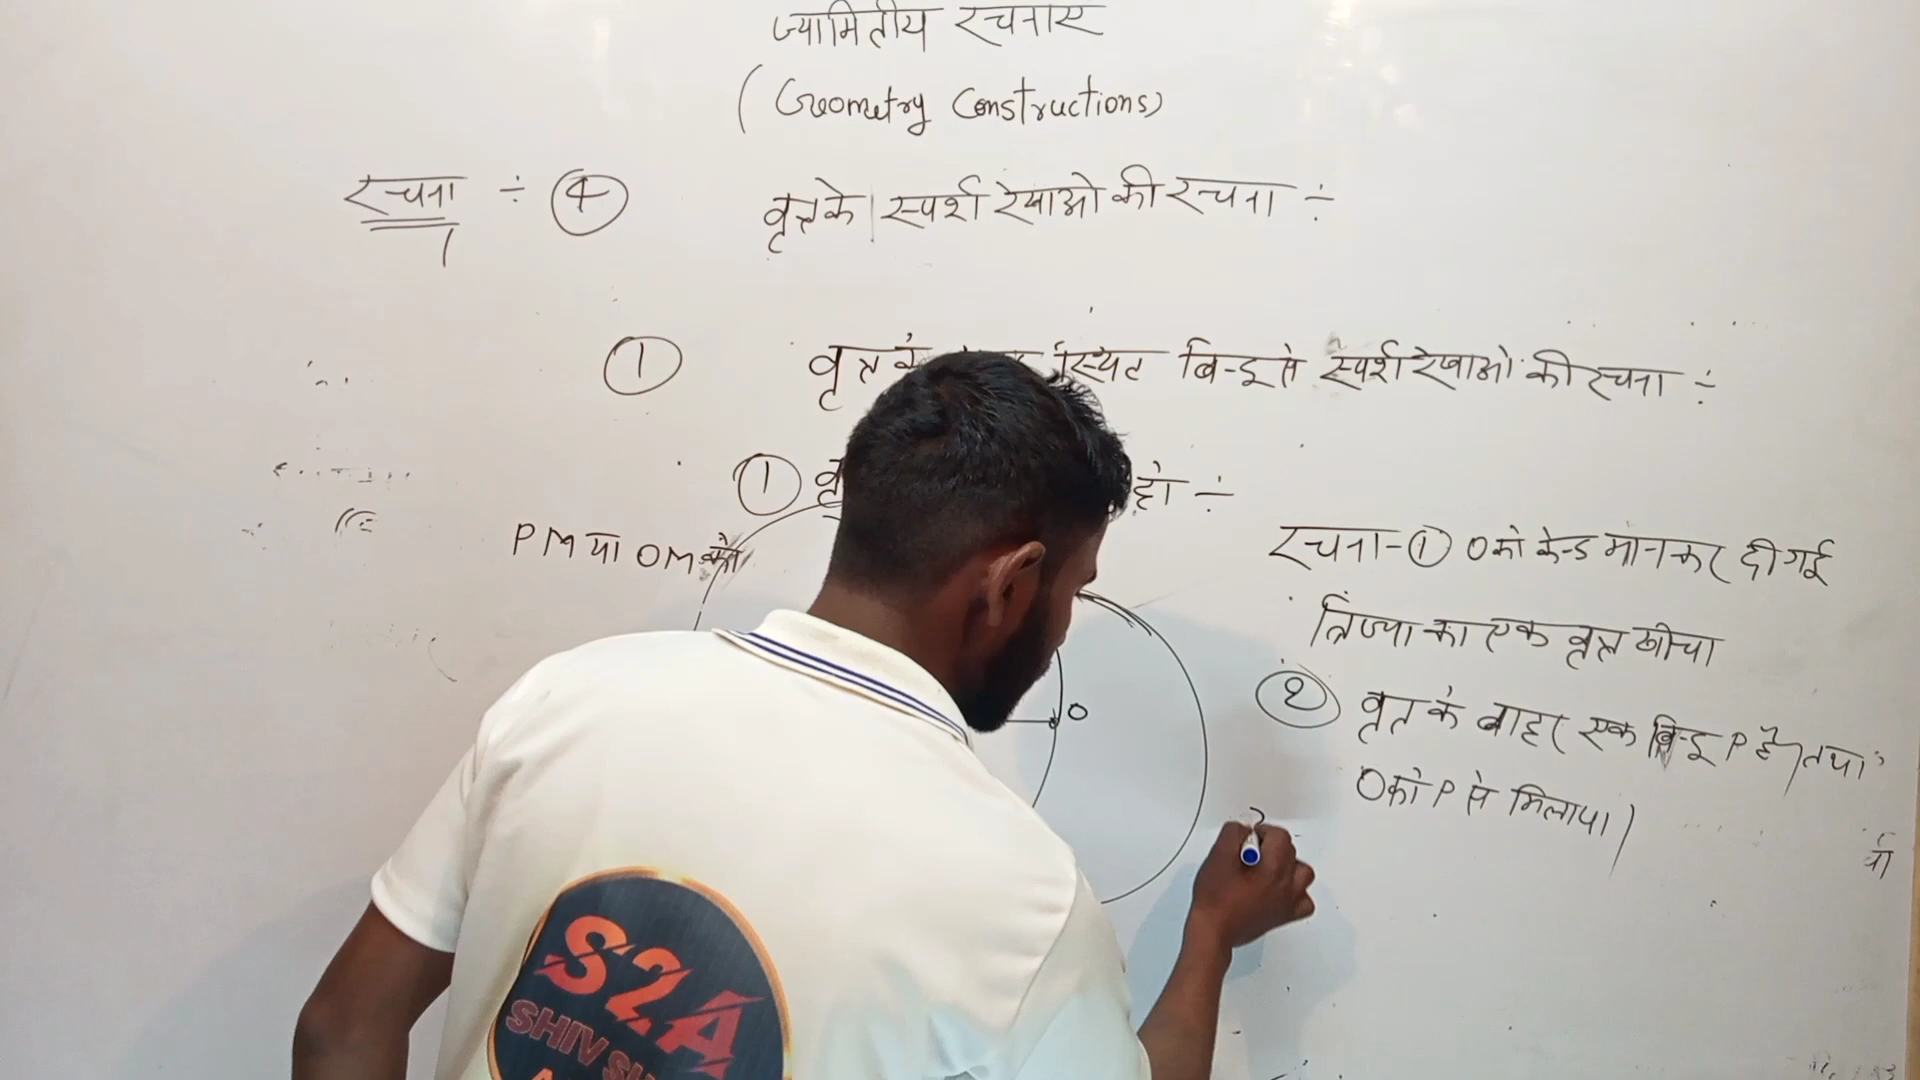 ज्यामितीय रचनाए
(Geometry Constructions)
रचना ÷ ④ वृत्त के स्पर्श रेखाओ की रचना ÷
① वृत्त के स्थित बिन्दु से स्पर्श रेखाओ की रचना ÷
① हो ÷
PM या OM को
रचना-① O को केन्द्र मानकर दी गई
त्रिज्या का एक वृत्त खीचा
② वृत के बाहर एक बिन्दु P है। तथा
O को P से मिलाया।
O
S2A
SHIV